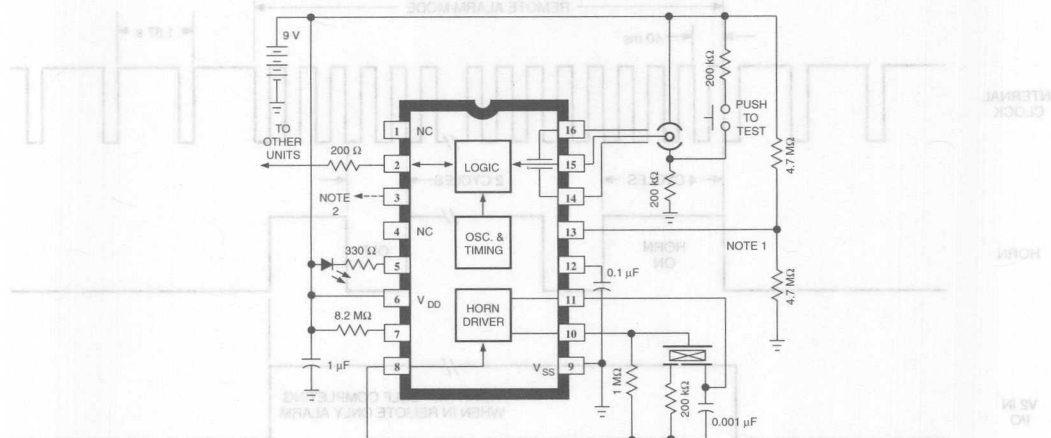 REMOTE ALARM MODE
1.67 s
40 ms
9 V
200 kΩ
INTERNAL
CLOCK
PUSH
TO
TEST
TO
OTHER
UNITS
200 Ω
1
NC
2
NOTE
2
3
4
NC
330 Ω
5
6
V DD
8.2 MΩ
7
8
1 µF
LOGIC
OSC. &
TIMING
HORN
DRIVER
16
15
14
13
12
11
10
9
V SS
2 CYCLES
200 kΩ
4.7 MΩ
NOTE 1
4.7 MΩ
HORN
ON
HORN
0.1 µF
1 MΩ
200 kΩ
0.001 µF
WHEN IN REMOTE ONLY ALARM
I/O